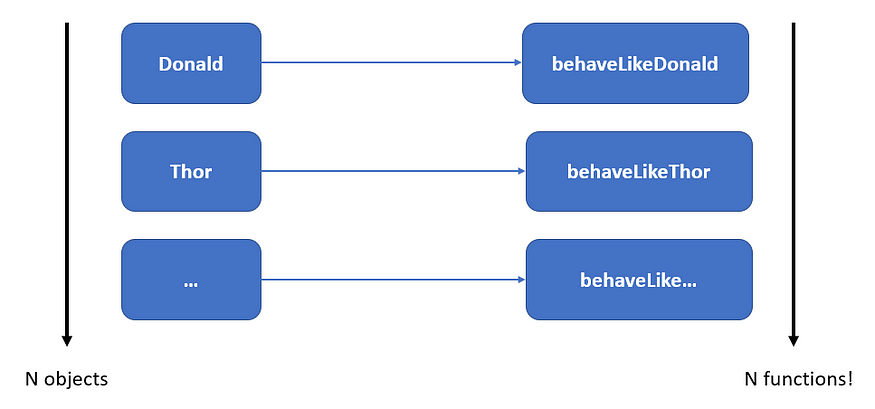 Donald
behaveLikeDonald
Thor
behaveLikeThor
...
behaveLike...
N objects
N functions!